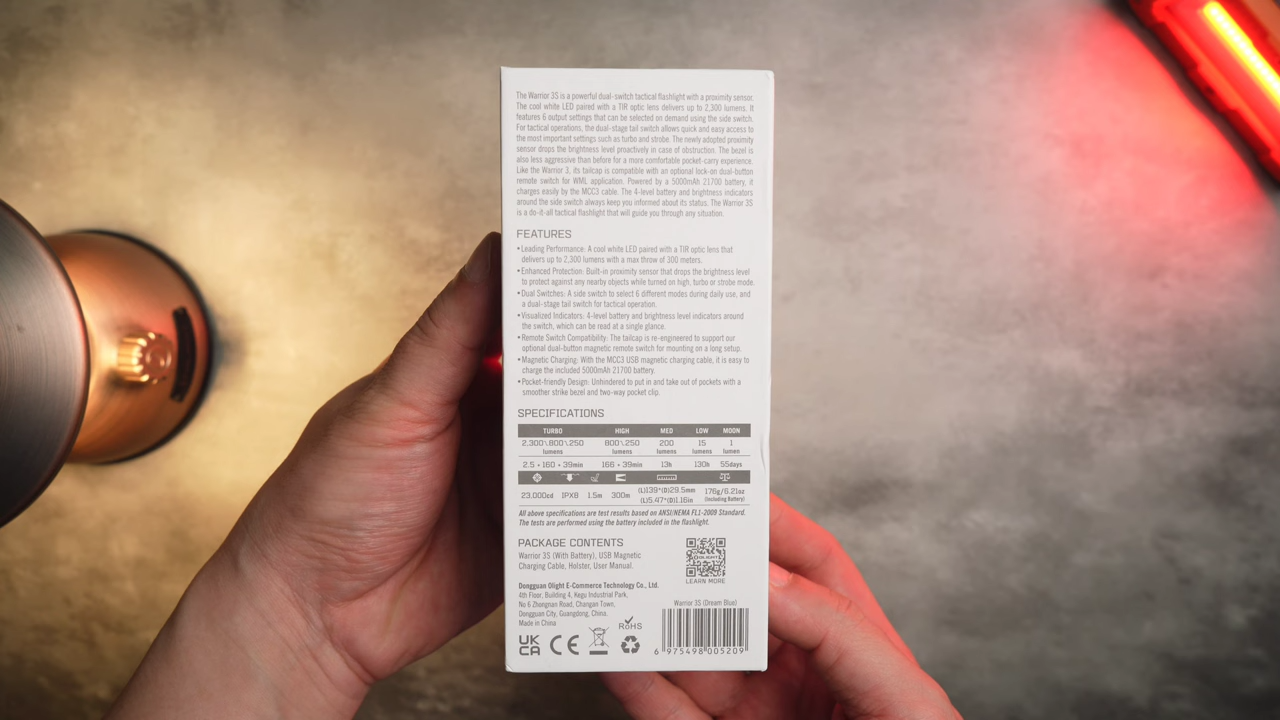 The Warrior 3S is a powerful dual-switch tactical flashlight with a proximity sensor.
The cool white LED paired with a TIR optic lens delivers up to 2,300 lumens. It
features 6 output settings that can be selected on demand using the side switch.
For tactical operations, the dual-stage tail switch allows quick and easy access to
the most important settings such as turbo and strobe. The newly adopted proximity
sensor drops the brightness level proactively in case of obstruction. The bezel is
also less aggressive than before for a more comfortable pocket-carry experience.
Like the Warrior 3, its tailcap is compatible with an optional lock-on dual-button
remote switch for WML application. Powered by a 5000mAh 21700 battery, it
charges easily by the MCC3 cable. The 4-level battery and brightness indicators
around the side switch always keep you informed about its status. The Warrior 3S
is a do-it-all tactical flashlight that will guide you through any situation.
FEATURES
• Leading Performance: A cool white LED paired with a TIR optic lens that
delivers up to 2,300 lumens with a max throw of 300 meters.
• Enhanced Protection: Built-in proximity sensor that drops the brightness level
to protect against any nearby objects while turned on high, turbo or strobe mode.
• Dual Switches: A side switch to select 6 different modes during daily use, and
a dual-stage tail switch for tactical operation.
• Visualized Indicators: 4-level battery and brightness level indicators around
the switch, which can be read at a single glance.
• Remote Switch Compatibility: The tailcap is re-engineered to support our
optional dual-button magnetic remote switch for mounting on a long setup.
• Magnetic Charging: With the MCC3 USB magnetic charging cable, it is easy to
charge the included 5000mAh 21700 battery.
• Pocket-friendly Design: Unhindered to put in and take out of pockets with a
smoother strike bezel and two-way pocket clip.
SPECIFICATIONS
TURBO HIGH MED LOW MOON
2,300\800\250 800\250 200 15 1
lumens lumens lumens lumens lumen
2.5 + 160 + 39min 166 + 39min 13h 130h 55days
23,000cd IPX8 1.5m 300m (L)139*(D)29.5mm 176g/6.21oz
(L)5.47*(D)1.16in (Including Battery)
All above specifications are test results based on ANSI/NEMA FL1-2009 Standard.
The tests are performed using the battery included in the flashlight.
PACKAGE CONTENTS
Warrior 3S (With Battery), USB Magnetic
Charging Cable, Holster, User Manual.
OLIGHT
LEARN MORE
Dongguan Olight E-Commerce Technology Co., Ltd.
4th Floor, Building 4, Kegu Industrial Park,
No 6 Zhongnan Road, Changan Town,
Dongguan City, Guangdong, China.
Made in China
Warrior 3S (Dream Blue)
UK
CA
CE
RoHS
6 975498 005209